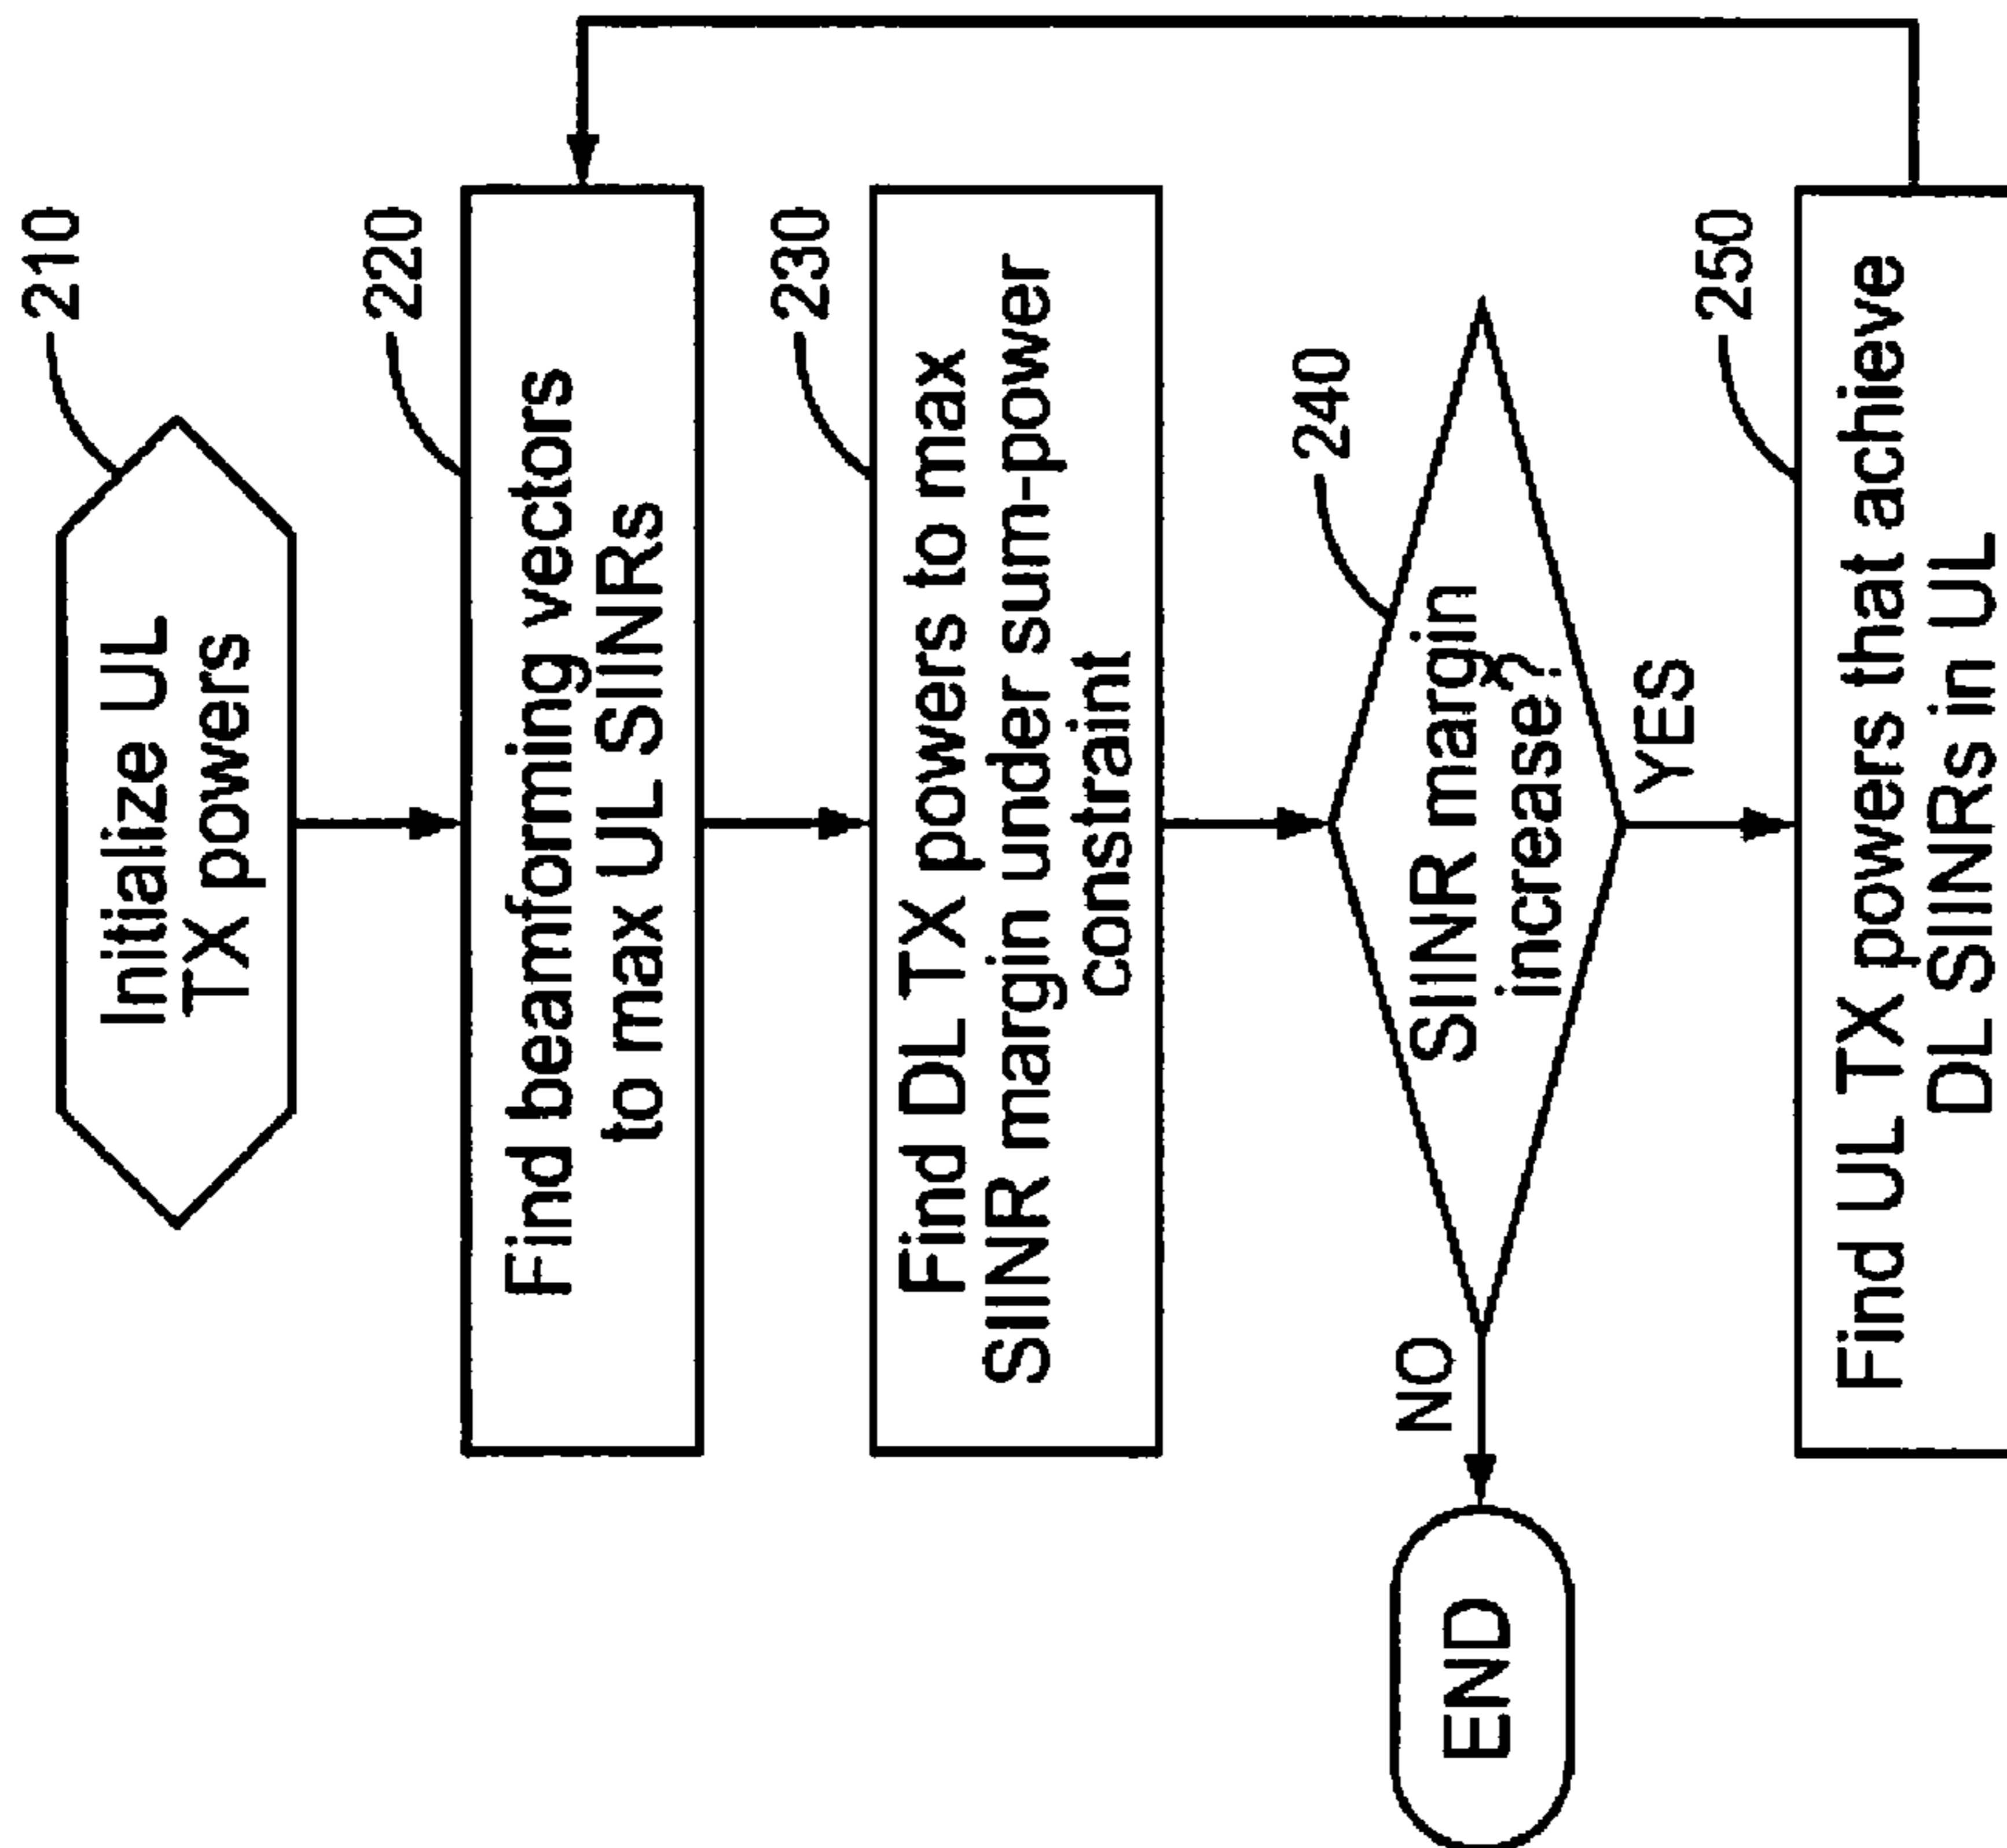 210
Initialize UL
TX powers
220
Find beamforming vectors
to max UL SIINRs
230
Find DL TX powers to max
SIINR margin under sum-power
constraint
240
SIINR margin
increase?
NO
END
YES
250
Find UL TX powers that achieve
DL SIINRs in UL